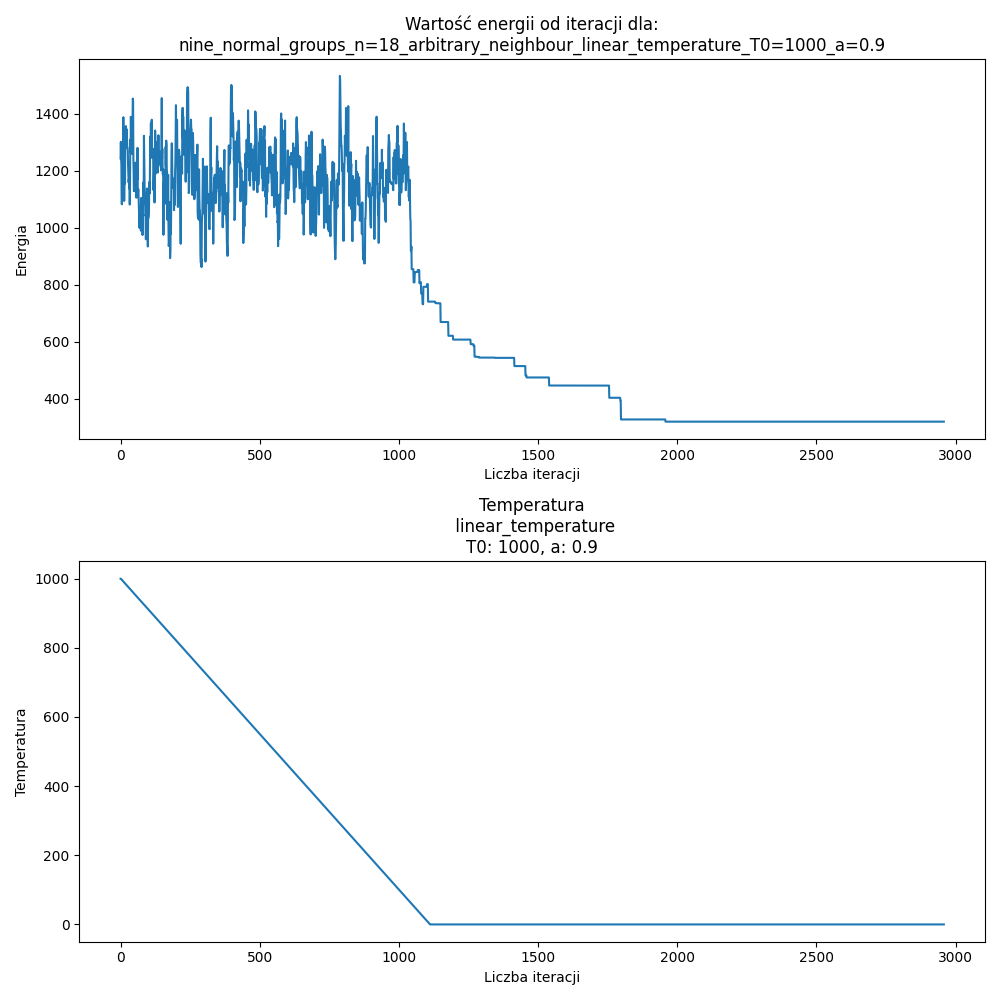 Wartość energii od iteracji dla:
nine_normal_groups_n=18_arbitrary_neighbour_linear_temperature_T0=1000_a=0.9
1400
1200
1000
800
600
400
Energia
0
500
1000
1500
2000
2500
3000
Liczba iteracji
Temperatura
linear_temperature
T0: 1000, a: 0.9
1000
800
600
400
200
0
Temperatura
0
500
1000
1500
2000
2500
3000
Liczba iteracji